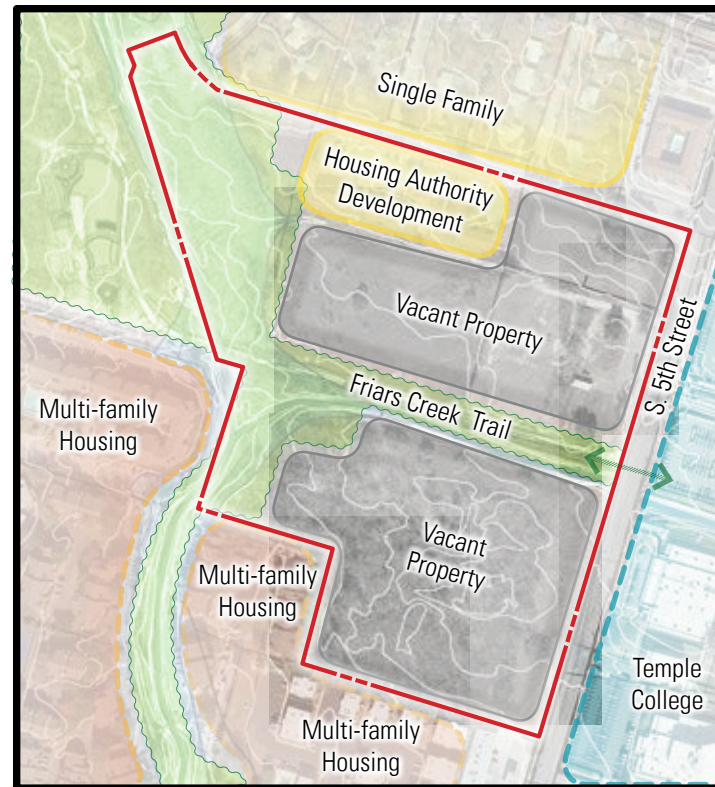 Single Family
Housing Authority
Development
Vacant Property
S. 5th Street
Friars Creek Trail
Multi-family
Housing
Vacant
Property
Multi-family
Housing
Temple
College
Multi-family
Housing